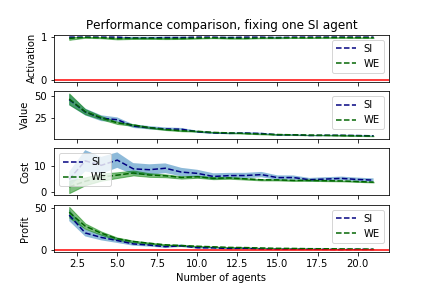 Performance comparison, fixing one SI agent
Activation
1
0
SI
WE
Value
50
25
SI
WE
Cost
10
0
SI
WE
Profit
50
0
SI
WE
2.5 5.0 7.5 10.0 12.5 15.0 17.5 20.0
Number of agents